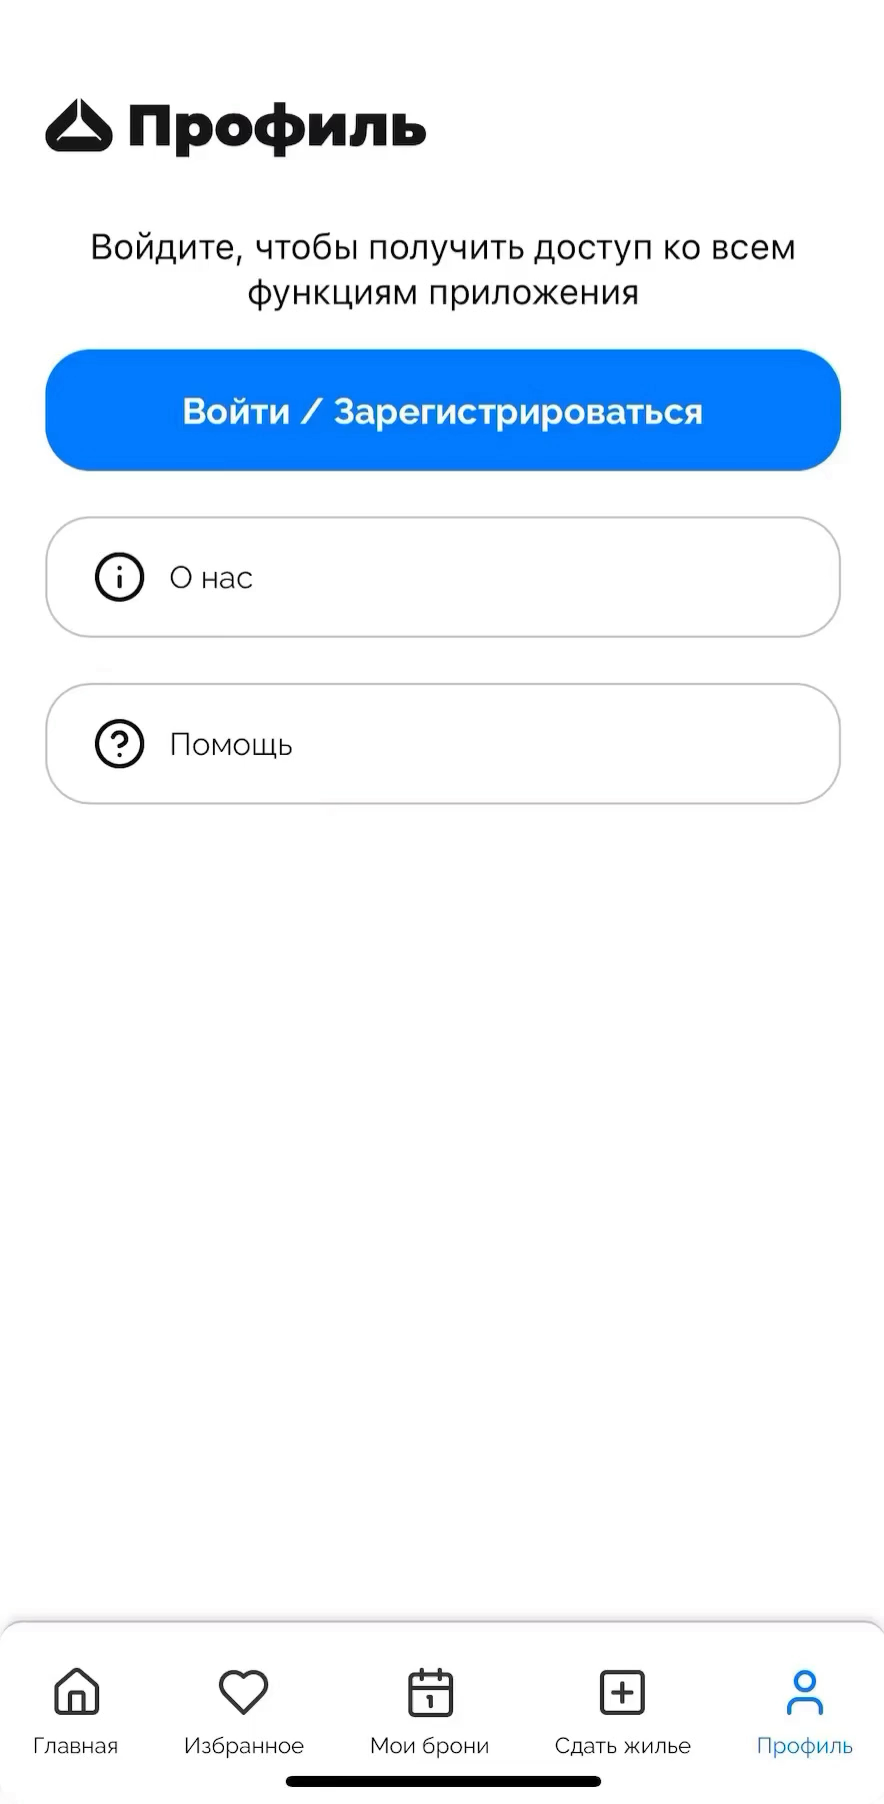 Профиль
Войдите, чтобы получить доступ ко всем
функциям приложения
Войти / Зарегистрироваться
О нас
Помощь
1
Главная
Избранное
Мои брони
Сдать жилье
Профиль